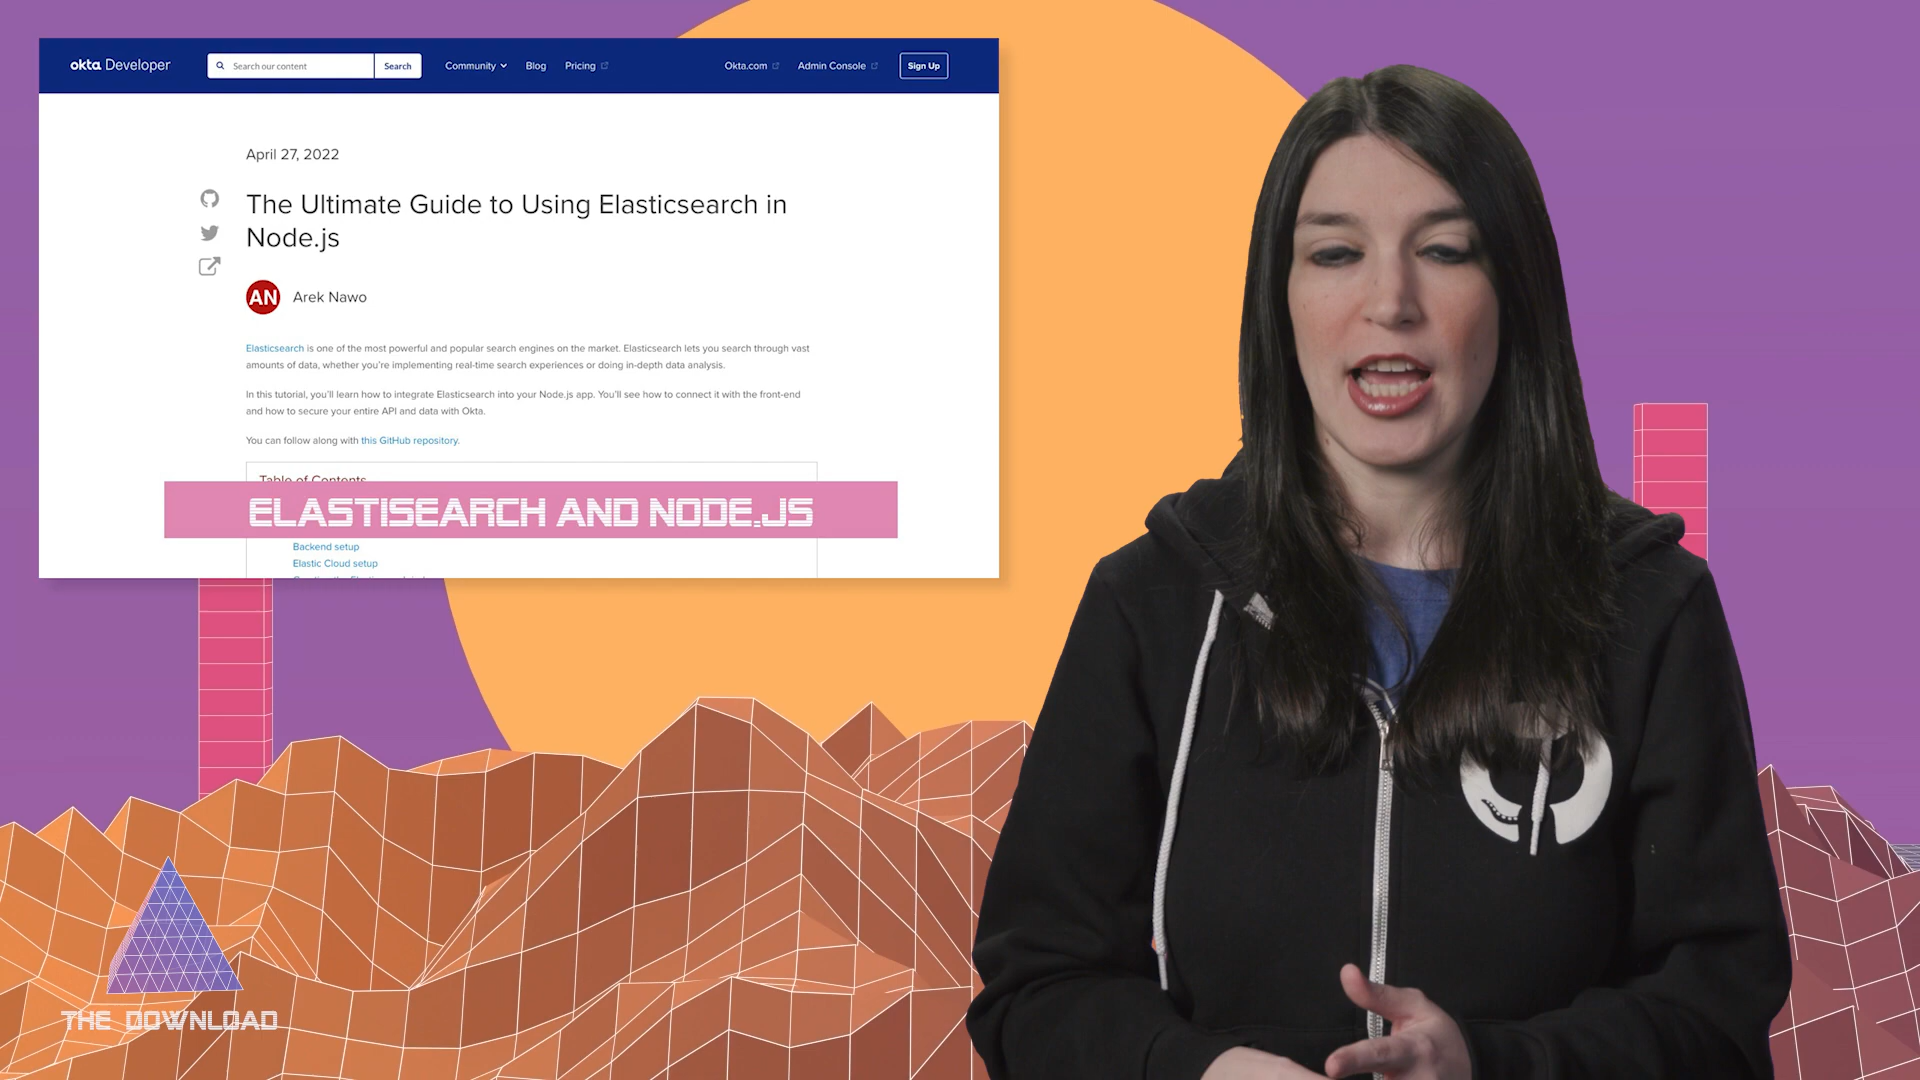 okta Developer
Search our content
Search
Community
Blog
Pricing
Okta.com
Admin Console
Sign Up
April 27, 2022
The Ultimate Guide to Using Elasticsearch in
Node.js
AN
Arek Nawo
Elasticsearch is one of the most powerful and popular search engines on the market. Elasticsearch lets you search through vast
amounts of data, whether you're implementing real-time search experiences or doing in-depth data analysis.
In this tutorial, you'll learn how to integrate Elasticsearch into your Node.js app. You'll see how to connect it with the front-end
and how to secure your entire API and data with Okta.
You can follow along with this GitHub repository.
Table of Contents
ELASTISEARCH AND NODE.JS
Backend setup
Elastic Cloud setup
THE DOWNLOAD